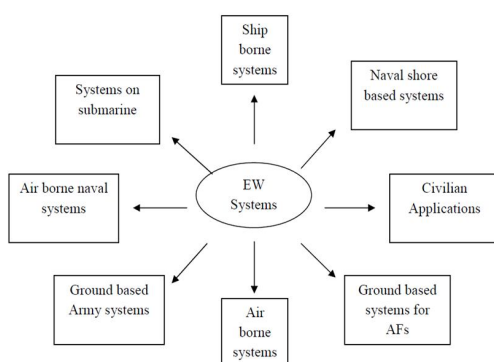 Ship
borne
systems
Systems on
submarine
Naval shore
based systems
EW
Systems
Air borne naval
systems
Civilian
Applications
Ground based
Army systems
Air
borne
systems
Ground based
systems for
AFs